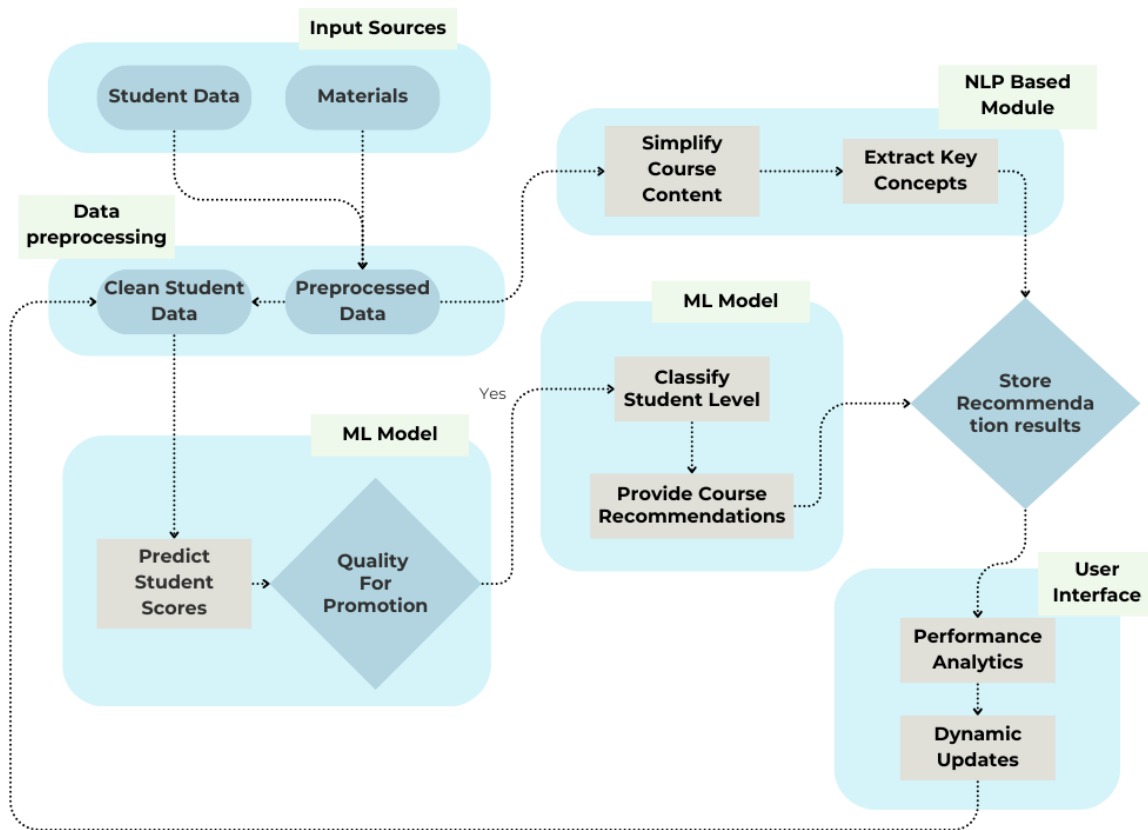 Input Sources
Student Data
Materials
NLP Based
Module
Simplify
Course
Content
Extract Key
Concepts
Data
preprocessing
Clean Student
Data
Preprocessed
Data
ML Model
Yes
Classify
Student Level
Provide Course
Recommendations
Store
Recommenda
tion results
ML Model
Predict
Student
Scores
Quality
For
Promotion
User
Interface
Performance
Analytics
Dynamic
Updates